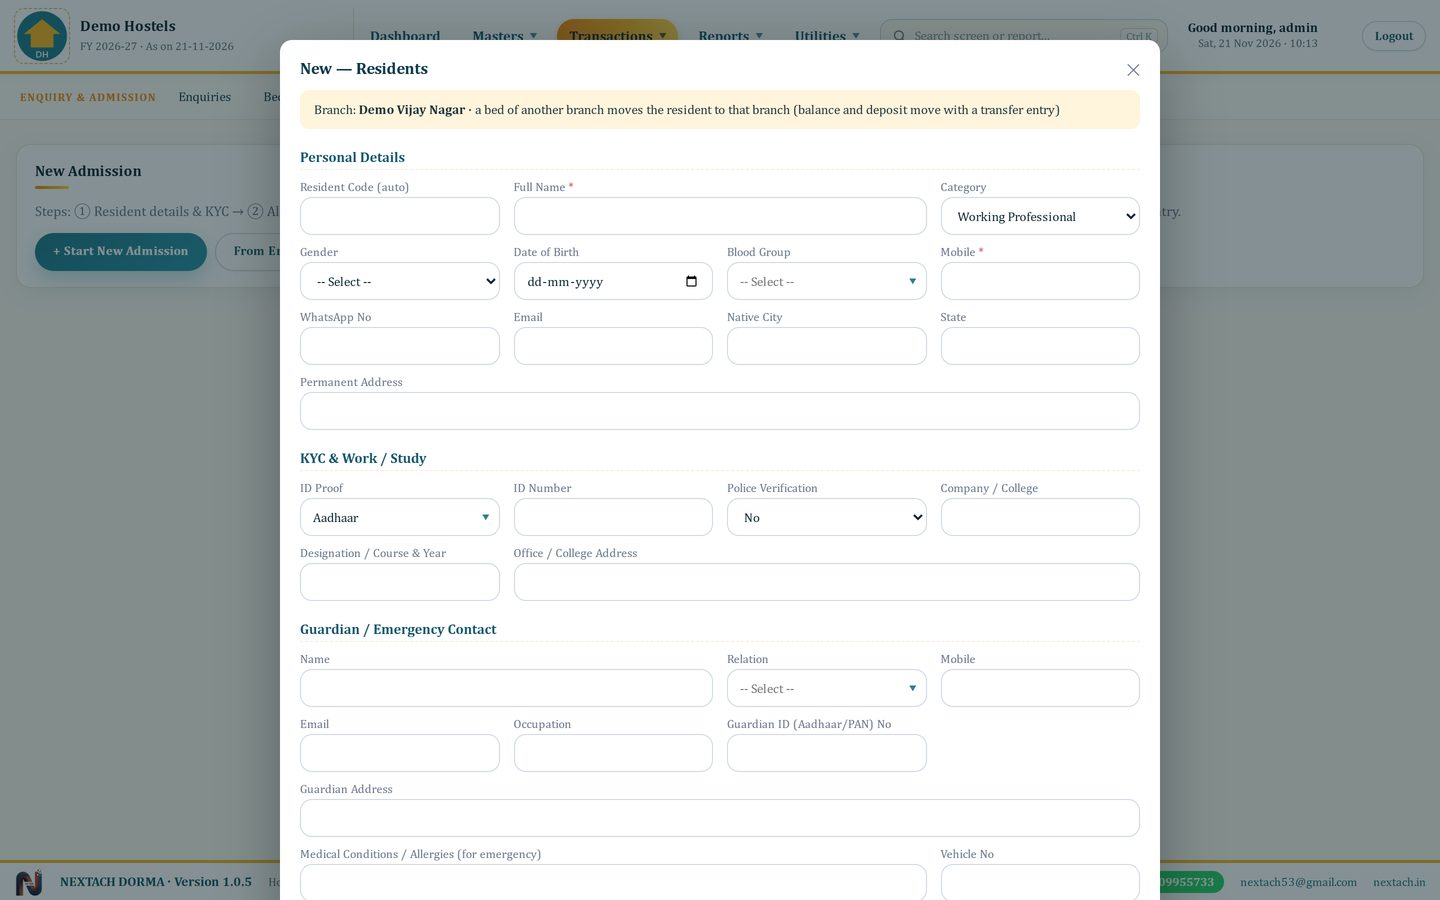 Demo Hostels
FY 2026-27 · As on 21-11-2026
DH
Dashboard Masters ▼ Transactions ▼ Reports ▼ Utilities ▼
Search screen or report... Ctrl K
Good morning, admin
Sat, 21 Nov 2026 · 10:13
Logout
ENQUIRY & ADMISSION Enquiries
New Admission
Steps: 1 Resident details & KYC → 2
+ Start New Admission
New — Residents
Branch: Demo Vijay Nagar · a bed of another branch moves the resident to that branch (balance and deposit move with a transfer entry)
Personal Details
Resident Code (auto) Full Name * Category
Working Professional
Gender Date of Birth Blood Group Mobile *
-- Select -- dd-mm-yyyy -- Select --
WhatsApp No Email Native City State
Permanent Address
KYC & Work / Study
ID Proof ID Number Police Verification Company / College
Aadhaar No
Designation / Course & Year Office / College Address
Guardian / Emergency Contact
Name Relation Mobile
-- Select --
Email Occupation Guardian ID (Aadhaar/PAN) No
Guardian Address
Medical Conditions / Allergies (for emergency) Vehicle No
NEXTACH DORMA · Version 1.0.5
09955733 nextach53@gmail.com nextach.in